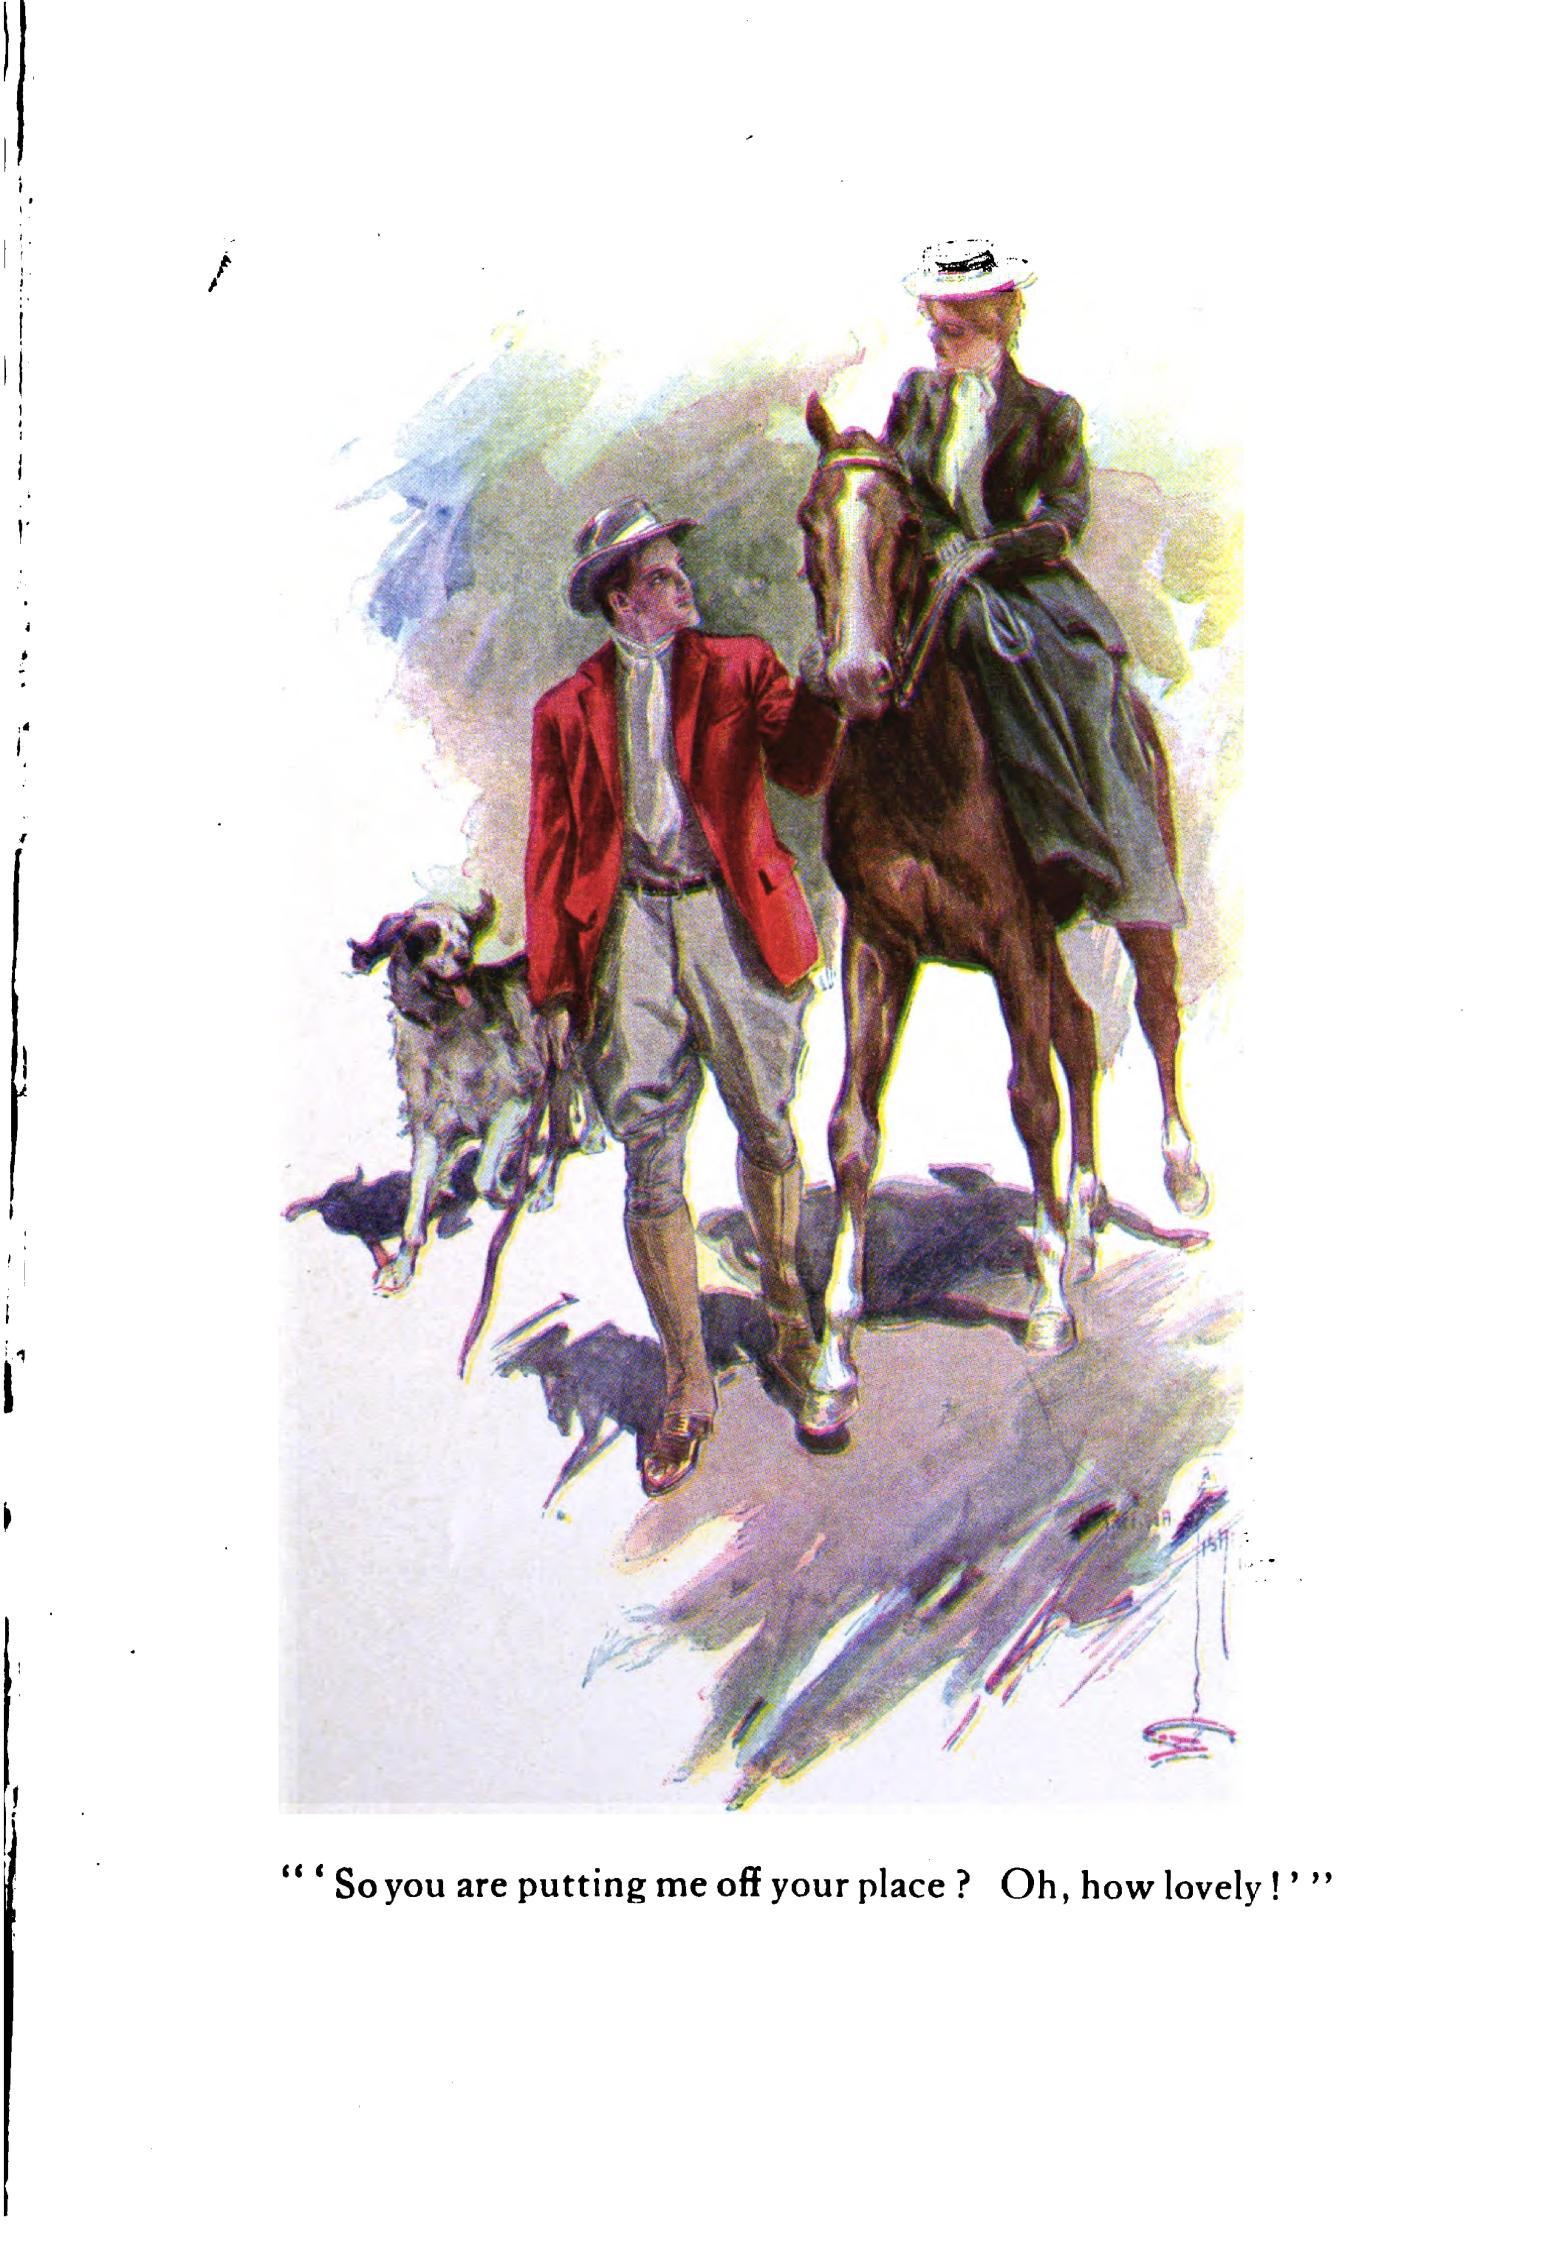 “ ‘ So you are putting me off your place ? Oh, how lovely ! ’ ”